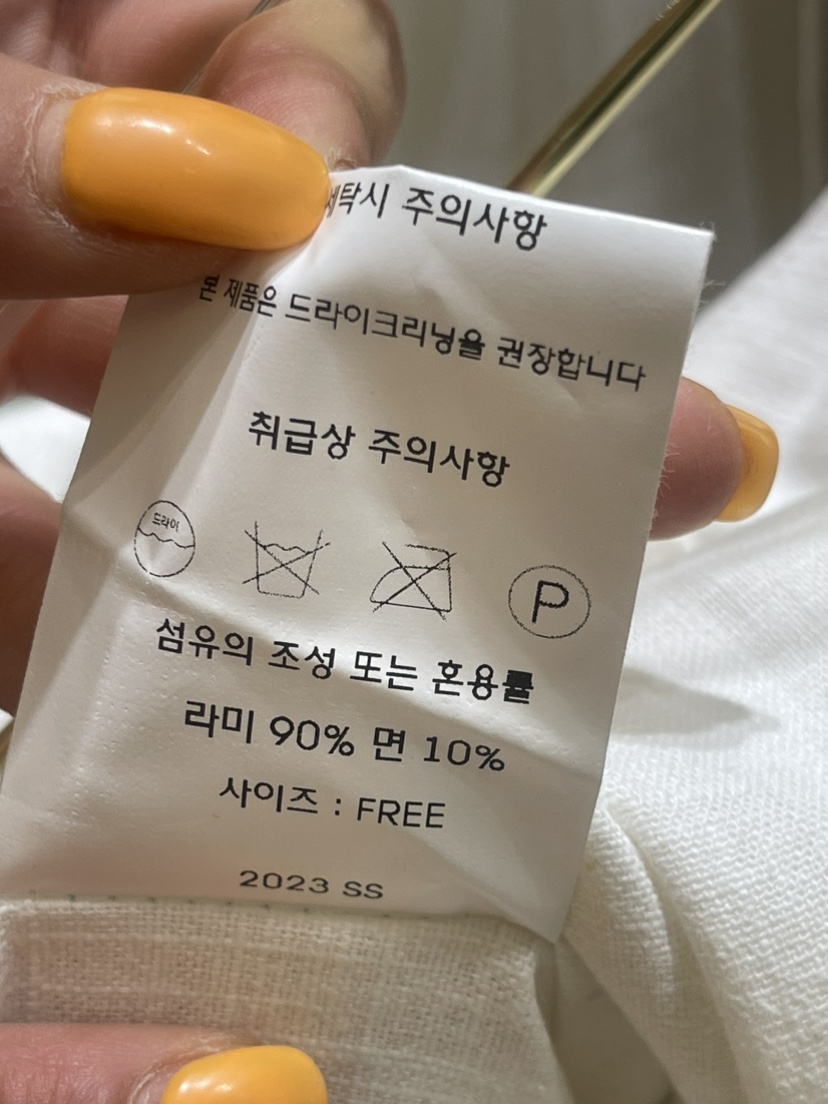 세탁시 주의사항
본 제품은 드라이크리닝을 권장합니다
취급상 주의사항
드라이
P
섬유의 조성 또는 혼용률
라미 90% 면 10%
사이즈 : FREE
2023 SS